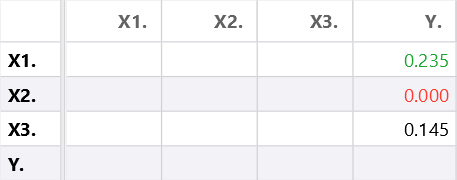 X1. X2. X3. Y.
X1. 0.235
X2. 0.000
X3. 0.145
Y.